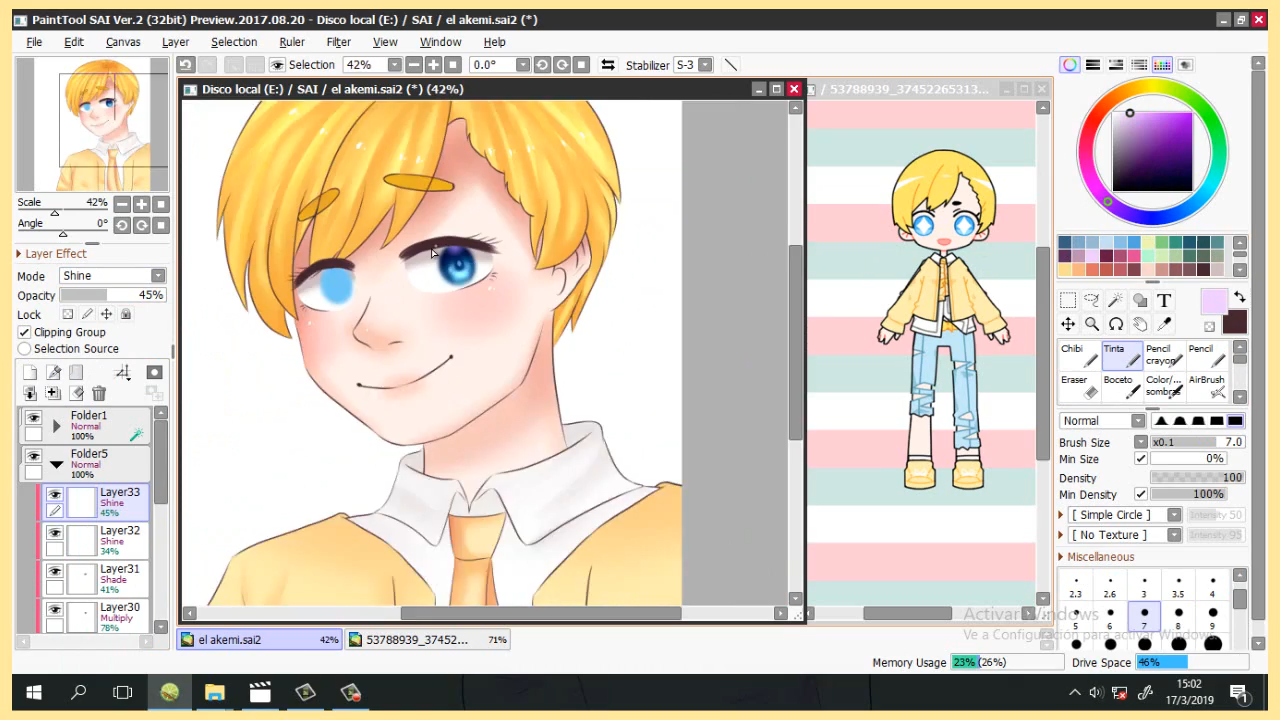 PaintTool SAI Ver.2 (32bit) Preview.2017.08.20 - Disco local (E:) / SAI / el akemi.sai2 (*)
File Edit Canvas Layer Selection Ruler Filter View Window Help
Selection 42% 0.0° Stabilizer S-3
Disco local (E:) / SAI / el akemi.sai2 (*) (42%)
/ 53788939_37452265313...
Scale 42%
Angle 0°
Layer Effect
Mode Shine
Opacity 45%
Lock
Clipping Group
Selection Source
Folder1
Normal
100%
Folder5
Normal
100%
Layer33
Shine
45%
Layer32
Shine
34%
Layer31
Shade
41%
Layer30
Multiply
78%
T
Chibi Tinta Pencil crayon Pencil
Eraser Boceto Color/... sombras AirBrush
Normal
Brush Size x0.1 7.0
Min Size 0%
Density 100
Min Density 100%
[ Simple Circle ] Intensity 50
[ No Texture ] Intensity 95
Miscellaneous
2.3 2.6 3 3.5 4
5 6 7 8 9
Activar Windows
Ve a Configuración para activar Windows.
el akemi.sai2 42% 53788939_37452... 71%
Memory Usage 23% (26%) Drive Space 46%
15:02
17/3/2019
1